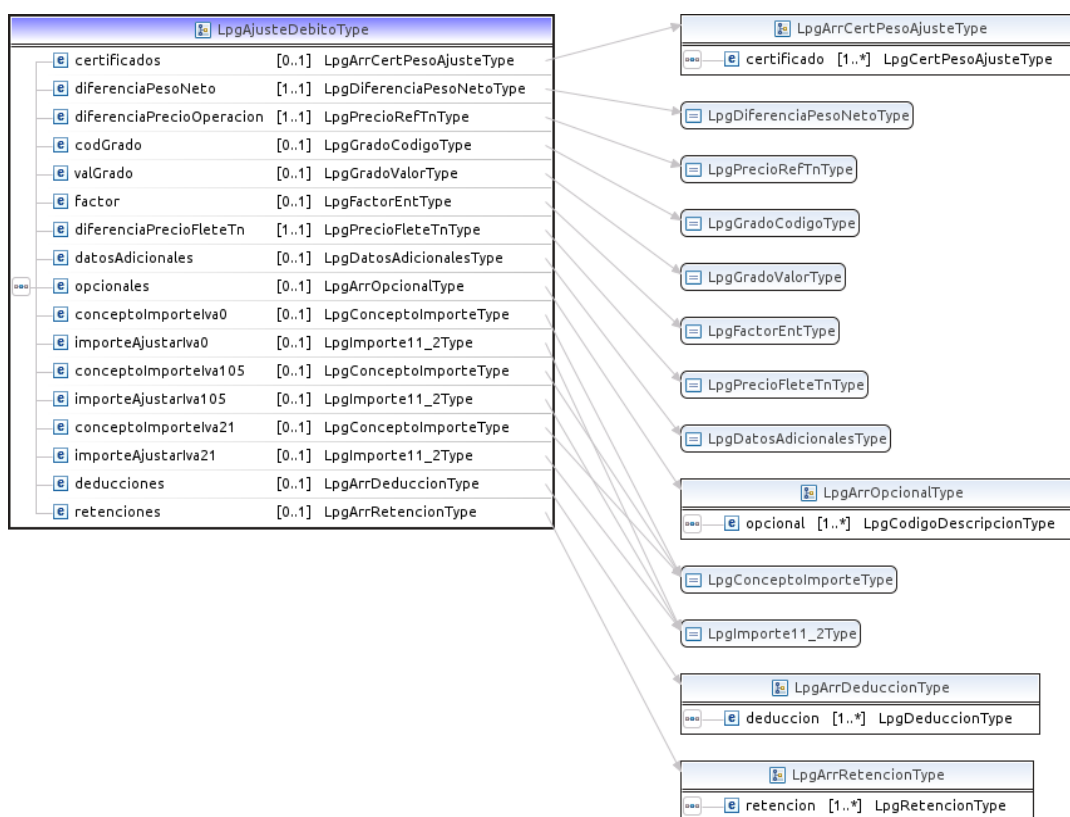 LpgAjusteDebitoType
certificados [0..1] LpgArrCertPesoAjusteType
diferenciaPesoNeto [1..1] LpgDiferenciaPesoNetoType
diferenciaPrecioOperacion [1..1] LpgPrecioRefTnType
codGrado [0..1] LpgGradoCodigoType
valGrado [0..1] LpgGradoValorType
factor [0..1] LpgFactorEntType
diferenciaPrecioFleteTn [1..1] LpgPrecioFleteTnType
datosAdicionales [0..1] LpgDatosAdicionalesType
opcionales [0..1] LpgArrOpcionalType
conceptoImporteIva0 [0..1] LpgConceptoImporteType
importeAjustarIva0 [0..1] LpgImporte11_2Type
conceptoImporteIva105 [0..1] LpgConceptoImporteType
importeAjustarIva105 [0..1] LpgImporte11_2Type
conceptoImporteIva21 [0..1] LpgConceptoImporteType
importeAjustarIva21 [0..1] LpgImporte11_2Type
deducciones [0..1] LpgArrDeduccionType
retenciones [0..1] LpgArrRetencionType
LpgArrCertPesoAjusteType
certificado [1..*] LpgCertPesoAjusteType
LpgDiferenciaPesoNetoType
LpgPrecioRefTnType
LpgGradoCodigoType
LpgGradoValorType
LpgFactorEntType
LpgPrecioFleteTnType
LpgDatosAdicionalesType
LpgArrOpcionalType
opcional [1..*] LpgCodigoDescripcionType
LpgConceptoImporteType
LpgImporte11_2Type
LpgArrDeduccionType
deduccion [1..*] LpgDeduccionType
LpgArrRetencionType
retencion [1..*] LpgRetencionType